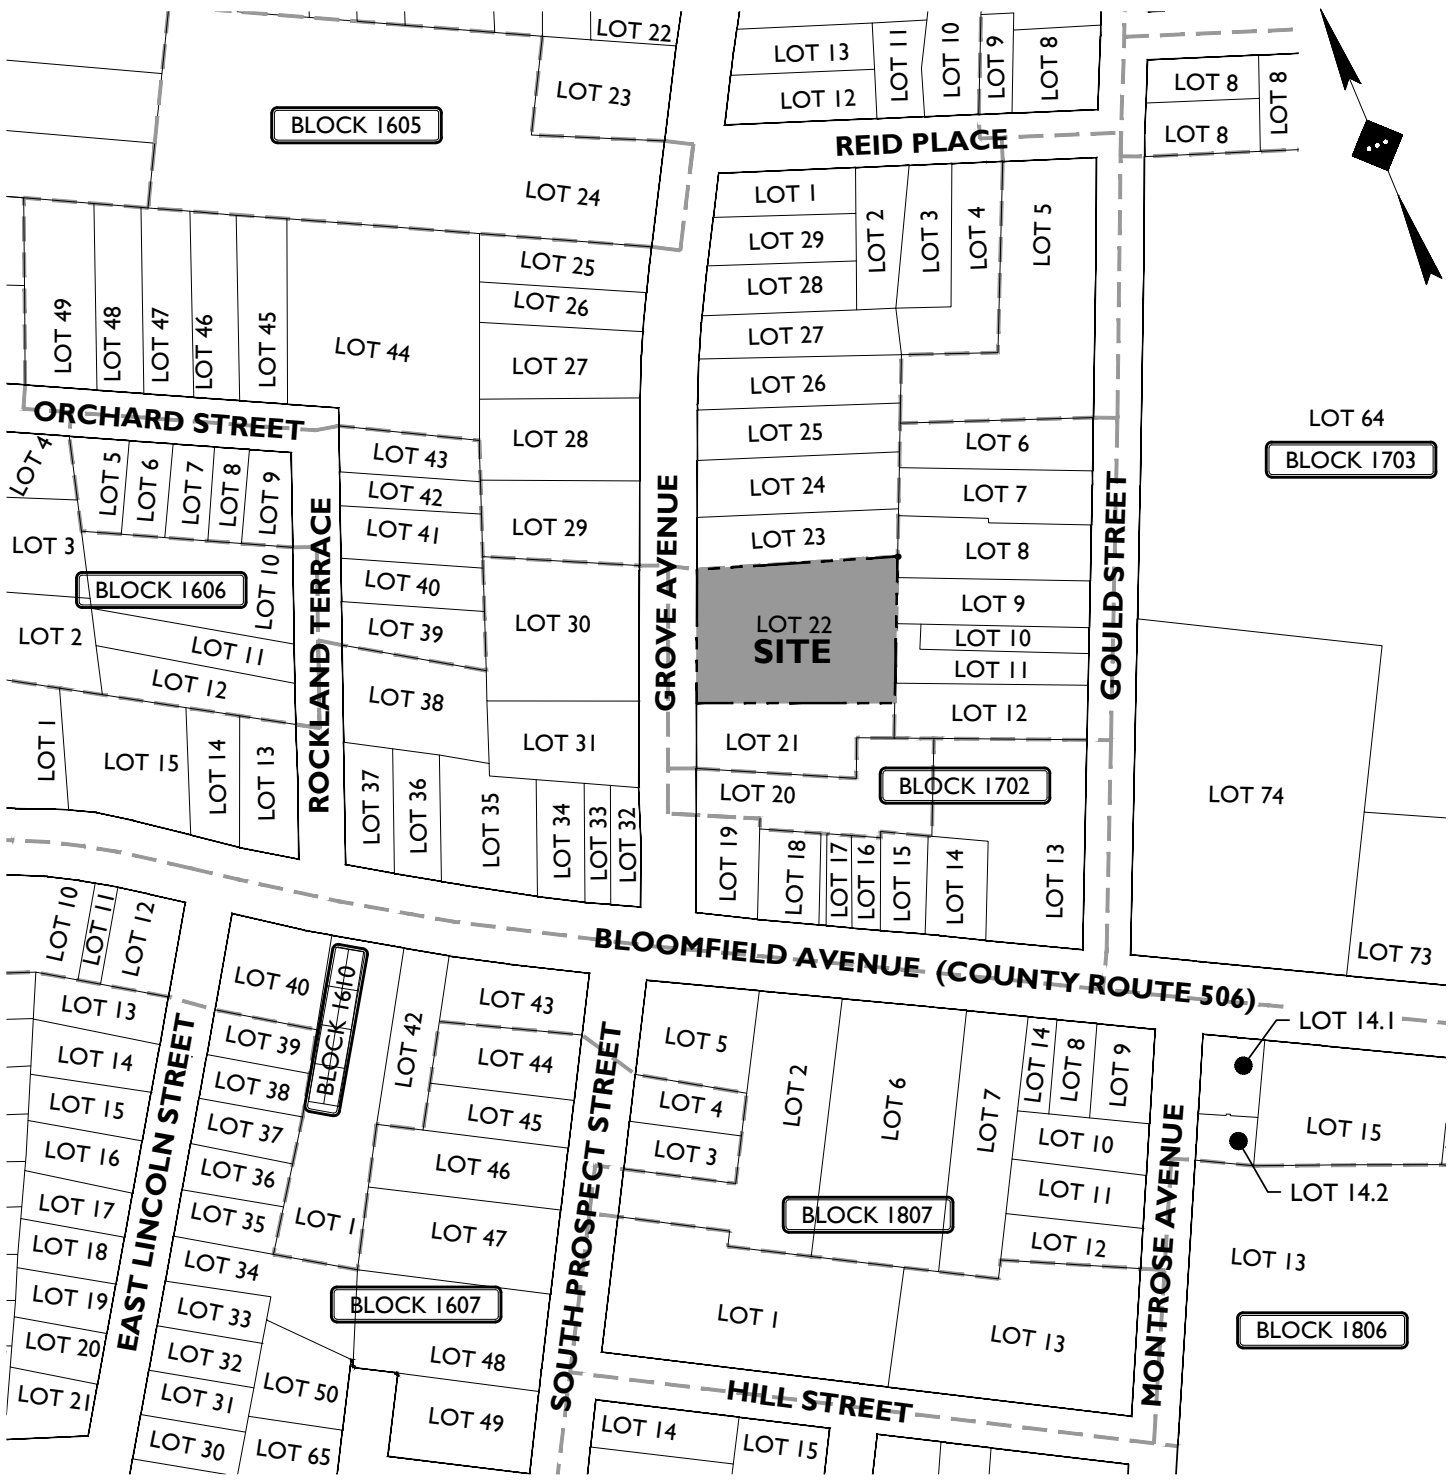 LOT 22
LOT 23
BLOCK 1605
LOT 24
LOT 13
LOT 12
LOT 11
LOT 10
LOT 9
LOT 8
LOT 8
LOT 8
LOT 8
REID PLACE
LOT 1
LOT 29
LOT 28
LOT 2
LOT 3
LOT 4
LOT 5
LOT 27
LOT 26
LOT 25
LOT 24
LOT 23
LOT 25
LOT 26
LOT 27
LOT 28
LOT 29
LOT 30
LOT 31
LOT 49
LOT 48
LOT 47
LOT 46
LOT 45
LOT 44
ORCHARD STREET
LOT 43
LOT 42
LOT 41
LOT 40
LOT 39
LOT 38
LOT 4
LOT 5
LOT 6
LOT 7
LOT 8
LOT 9
LOT 3
BLOCK 1606
LOT 10
LOT 2
LOT 11
LOT 12
LOT 1
LOT 15
LOT 14
LOT 13
ROCKLAND TERRACE
LOT 37
LOT 36
LOT 35
LOT 34
LOT 33
LOT 32
GROVE AVENUE
LOT 22
SITE
LOT 21
LOT 20
BLOCK 1702
LOT 6
LOT 7
LOT 8
LOT 9
LOT 10
LOT 11
LOT 12
GOULD STREET
LOT 64
BLOCK 1703
LOT 74
LOT 73
LOT 19
LOT 18
LOT 17
LOT 16
LOT 15
LOT 14
LOT 13
BLOOMFIELD AVENUE (COUNTY ROUTE 506)
LOT 10
LOT 11
LOT 12
LOT 13
LOT 14
LOT 15
LOT 16
LOT 17
LOT 18
LOT 19
LOT 20
LOT 21
EAST LINCOLN STREET
LOT 40
BLOCK 1610
LOT 39
LOT 38
LOT 37
LOT 36
LOT 35
LOT 34
LOT 33
LOT 32
LOT 31
LOT 30
LOT 1
LOT 42
LOT 43
LOT 44
LOT 45
LOT 46
LOT 47
BLOCK 1607
LOT 48
LOT 50
LOT 49
LOT 65
SOUTH PROSPECT STREET
LOT 5
LOT 4
LOT 3
LOT 2
LOT 6
LOT 7
LOT 14
LOT 8
LOT 9
LOT 10
LOT 11
LOT 12
BLOCK 1807
LOT 1
LOT 13
MONTROSE AVENUE
HILL STREET
LOT 14
LOT 15
LOT 14.1
LOT 15
LOT 14.2
LOT 13
BLOCK 1806